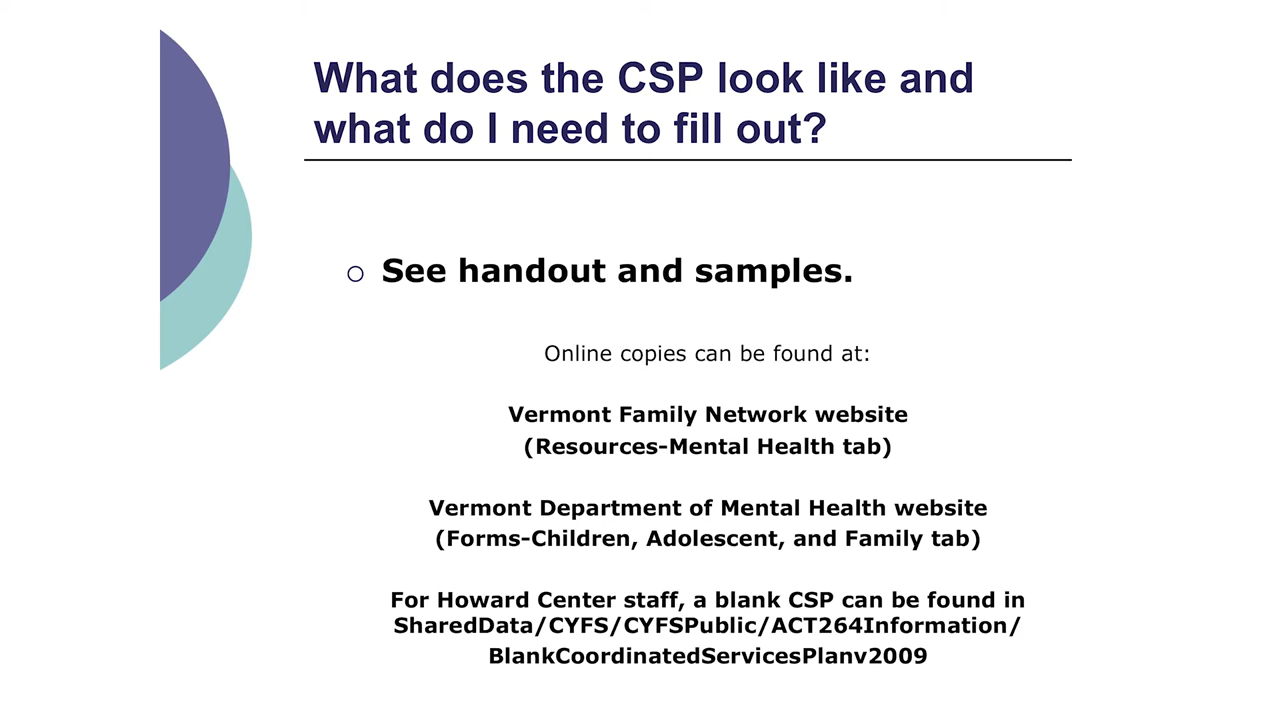 What does the CSP look like and
what do I need to fill out?
See handout and samples.
Online copies can be found at:
Vermont Family Network website
(Resources-Mental Health tab)
Vermont Department of Mental Health website
(Forms-Children, Adolescent, and Family tab)
For Howard Center staff, a blank CSP can be found in
SharedData/CYFS/CYFSPublic/ACT264Information/
BlankCoordinatedServicesPlanv2009